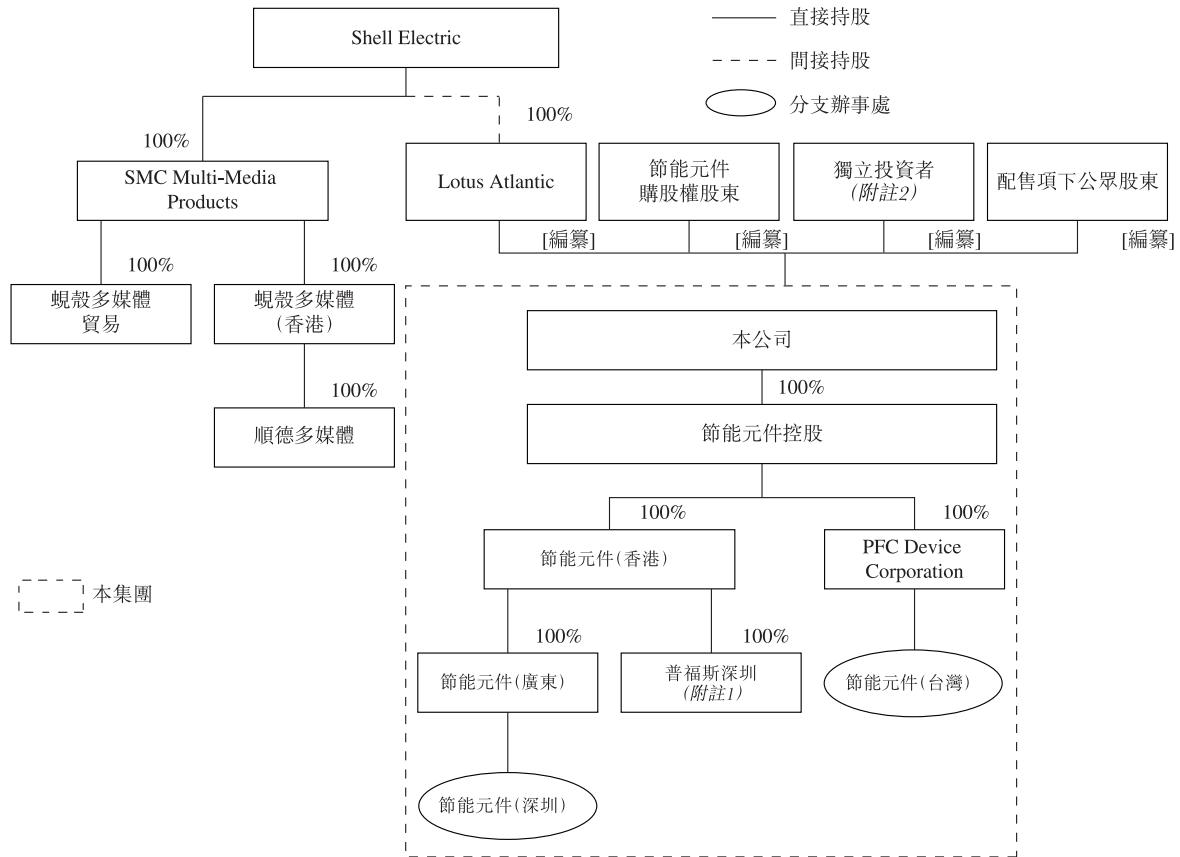 Shell Electric
直接持股
間接持股
分支辦事處
100%
100%
SMC Multi-Media
Products
Lotus Atlantic
節能元件
購股權股東
獨立投資者
(附註2)
配售項下公眾股東
[編纂]
[編纂]
[編纂]
[編纂]
100%
100%
蜆殼多媒體
貿易
蜆殼多媒體
(香港)
100%
順德多媒體
本公司
100%
節能元件控股
100%
100%
節能元件(香港)
PFC Device
Corporation
本集團
100%
100%
節能元件(廣東)
普福斯深圳
(附註1)
節能元件(台灣)
節能元件(深圳)